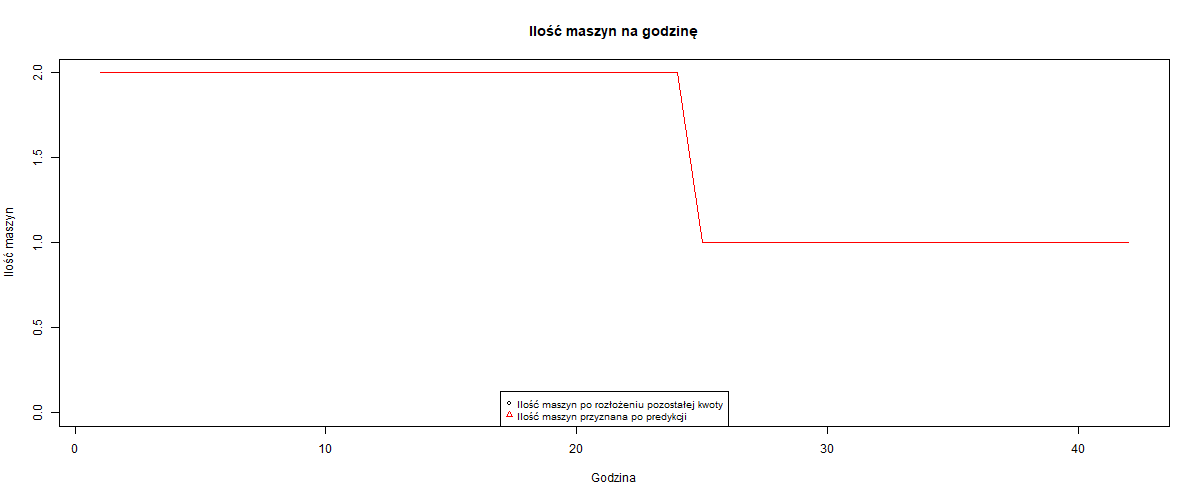 Ilość maszyn na godzinę
Ilość maszyn
2.0
1.5
1.0
0.5
0.0
Ilość maszyn po rozłożeniu pozostałej kwoty
Ilość maszyn przyznana po predykcji
0 10 20 30 40
Godzina